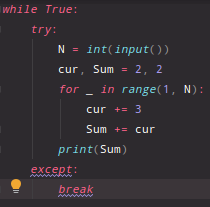 while True:
    try:
        N = int(input())
        cur, Sum = 2, 2
        for _ in range(1, N):
            cur += 3
            Sum += cur
        print(Sum)
    except:
        break